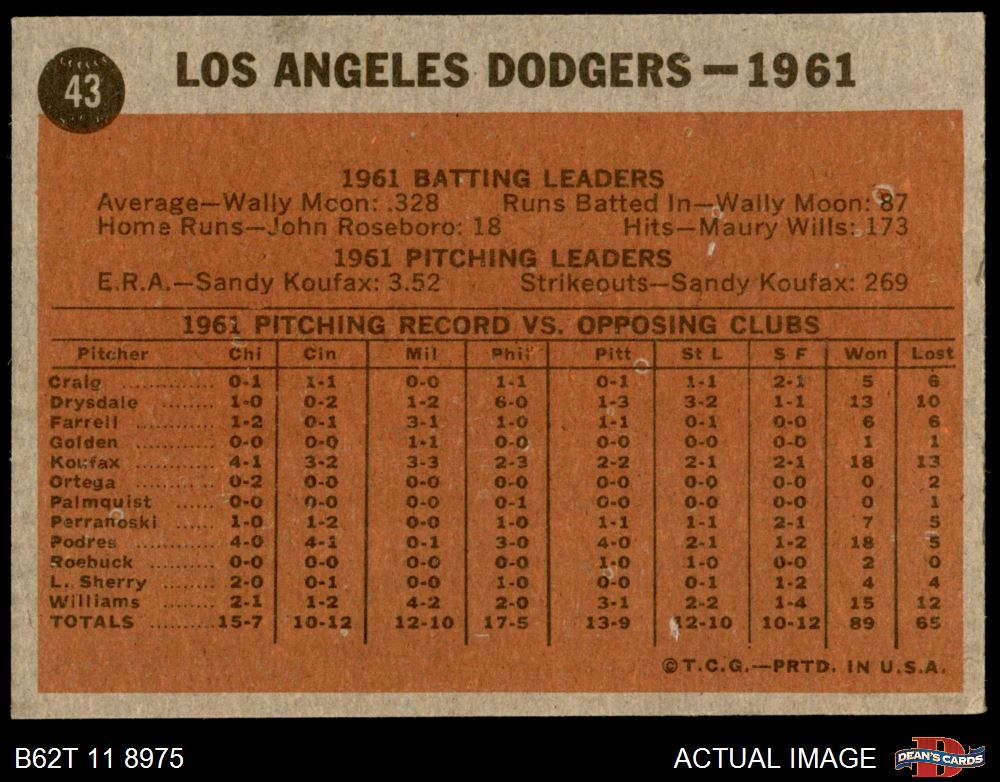 43
LOS ANGELES DODGERS—1961
1961 BATTING LEADERS
Average—Wally Moon: .328 Runs Batted In—Wally Moon: 87
Home Runs—John Roseboro: 18 Hits—Maury Wills: 173
1961 PITCHING LEADERS
E.R.A.—Sandy Koufax: 3.52 Strikeouts—Sandy Koufax: 269
1961 PITCHING RECORD VS. OPPOSING CLUBS
Pitcher Chi Cin Mil Phil Pitt St L S F Won Lost
Craig .......... 0-1 1-1 0-0 1-1 0-1 1-1 2-1 5 6
Drysdale ........ 1-0 0-2 1-2 6-0 1-3 3-2 1-1 13 10
Farrell .......... 1-2 0-1 3-1 1-0 1-1 0-1 0-0 6 6
Golden .......... 0-0 0-0 1-1 0-0 0-0 0-0 0-0 1 1
Koufax .......... 4-1 3-2 3-3 2-3 2-2 2-1 2-1 18 13
Ortega .......... 0-2 0-0 0-0 0-0 0-0 0-0 0-0 0 2
Palmquist ...... 0-0 0-0 0-0 0-1 0-0 0-0 0-0 0 1
Perranoski ..... 1-0 1-2 0-0 1-0 1-1 1-1 2-1 7 5
Podres .......... 4-0 4-1 0-1 3-0 4-0 2-1 1-2 18 5
Roebuck ........ 0-0 0-0 0-0 0-0 1-0 1-0 0-0 2 0
L. Sherry ....... 2-0 0-1 0-0 1-0 0-0 0-1 1-2 4 4
Williams ........ 2-1 1-2 4-2 2-0 3-1 2-2 1-4 15 12
TOTALS .......... 15-7 10-12 12-10 17-5 13-9 12-10 10-12 89 65
©T.C.G.—PRTD. IN U.S.A.
B62T 11 8975 ACTUAL IMAGE DEAN'S CARDS